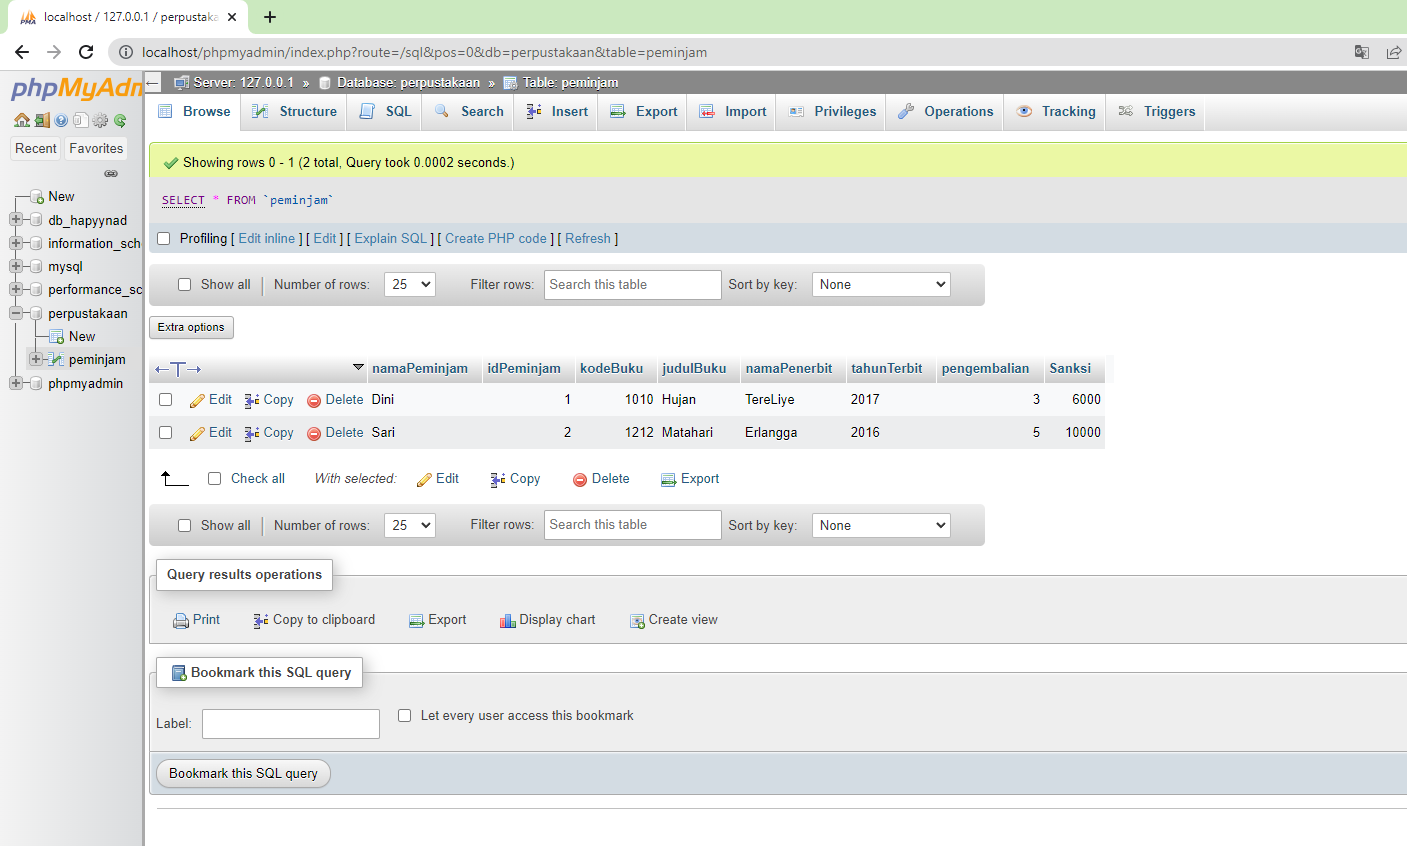 localhost / 127.0.0.1 / perpustaka
localhost/phpmyadmin/index.php?route=/sql&pos=0&db=perpustakaan&table=peminjam
phpMyAdm
Server: 127.0.0.1 » Database: perpustakaan » Table: peminjam
Browse Structure SQL Search Insert Export Import Privileges Operations Tracking Triggers
Recent Favorites
New
db_hapyynad
information_sch
mysql
performance_sc
perpustakaan
New
peminjam
phpmyadmin
Showing rows 0 - 1 (2 total, Query took 0.0002 seconds.)
SELECT * FROM `peminjam`
Profiling [ Edit inline ] [ Edit ] [ Explain SQL ] [ Create PHP code ] [ Refresh ]
Show all | Number of rows: 25 Filter rows: Search this table Sort by key: None
Extra options
←T→ namaPeminjam idPeminjam kodeBuku judulBuku namaPenerbit tahunTerbit pengembalian Sanksi
Edit Copy Delete Dini 1 1010 Hujan TereLiye 2017 3 6000
Edit Copy Delete Sari 2 1212 Matahari Erlangga 2016 5 10000
Check all With selected: Edit Copy Delete Export
Show all | Number of rows: 25 Filter rows: Search this table Sort by key: None
Query results operations
Print Copy to clipboard Export Display chart Create view
Bookmark this SQL query
Label: Let every user access this bookmark
Bookmark this SQL query